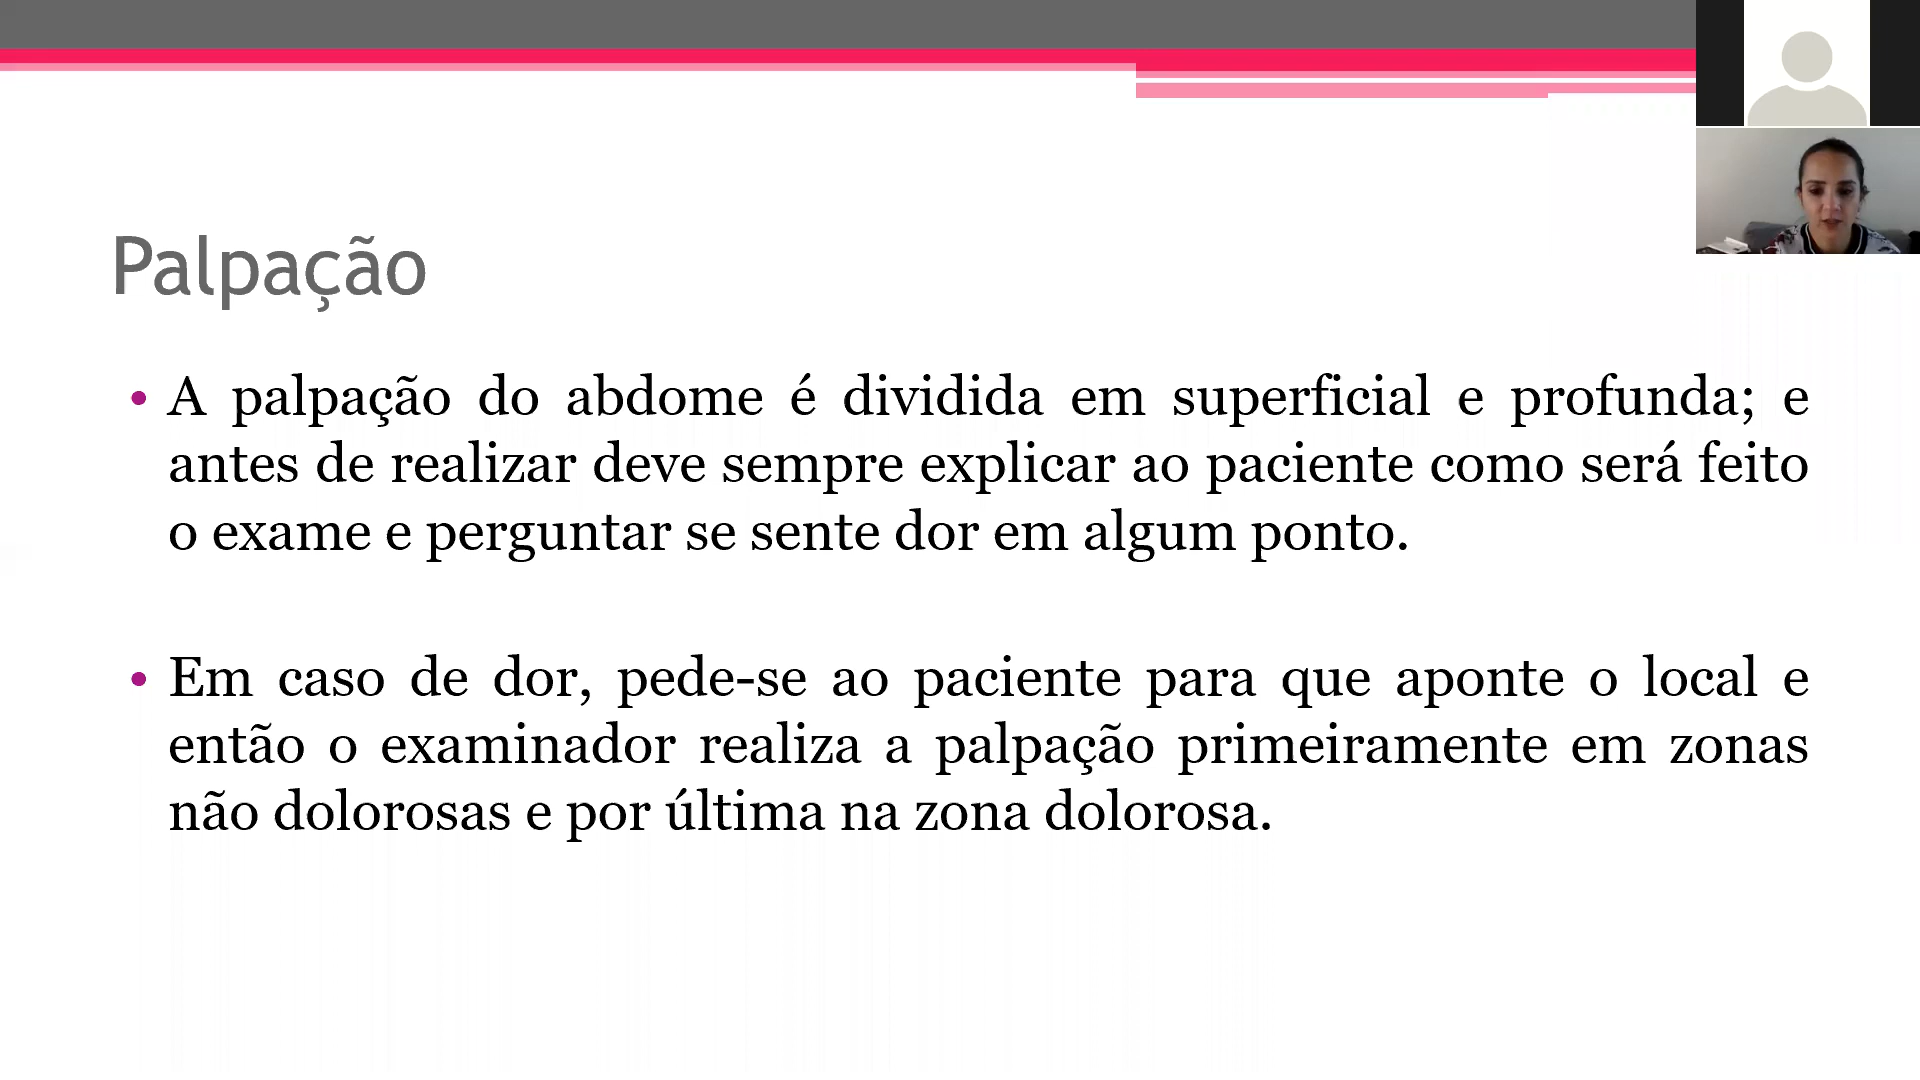 Palpação
• A palpação do abdome é dividida em superficial e profunda; e
antes de realizar deve sempre explicar ao paciente como será feito
o exame e perguntar se sente dor em algum ponto.
• Em caso de dor, pede-se ao paciente para que aponte o local e
então o examinador realiza a palpação primeiramente em zonas
não dolorosas e por última na zona dolorosa.